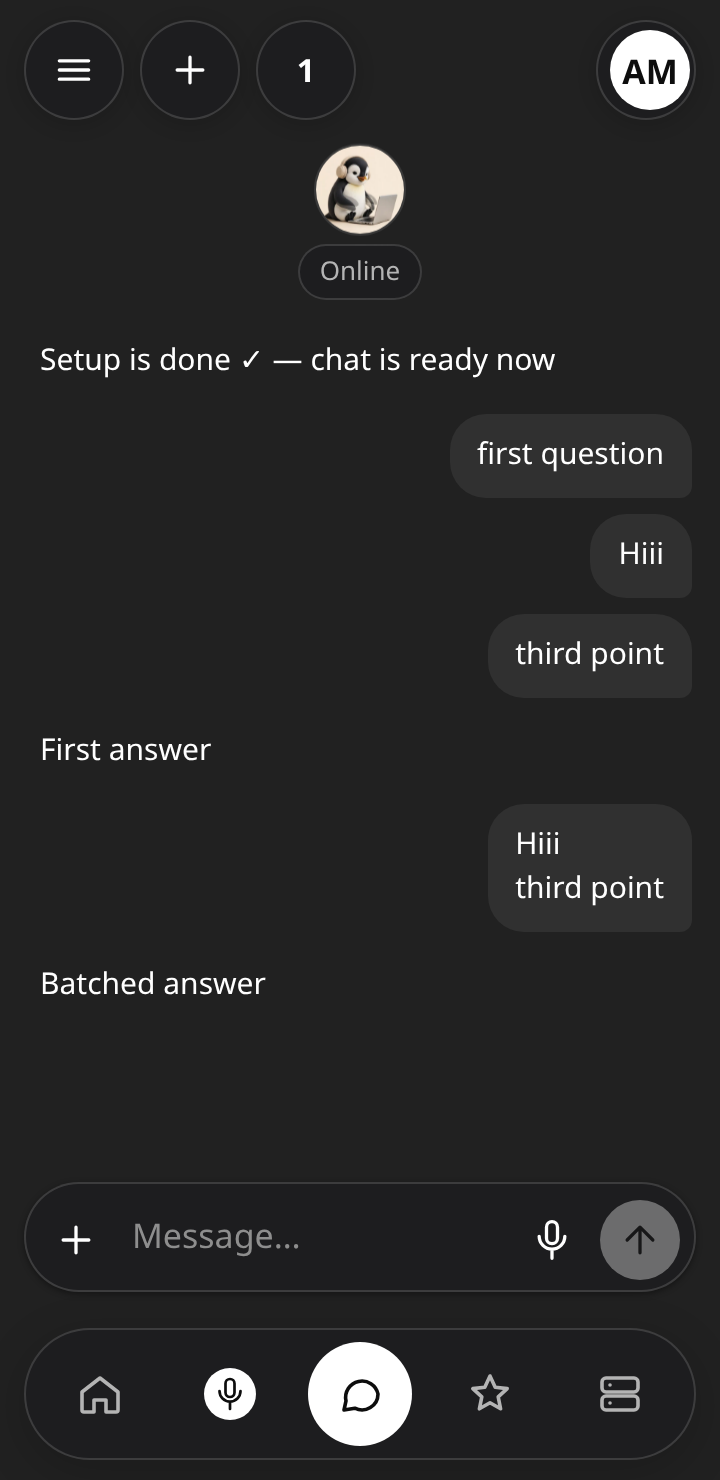 1
AM
Online
Setup is done ✓ — chat is ready now
first question
Hiii
third point
First answer
Hiii
third point
Batched answer
Message...